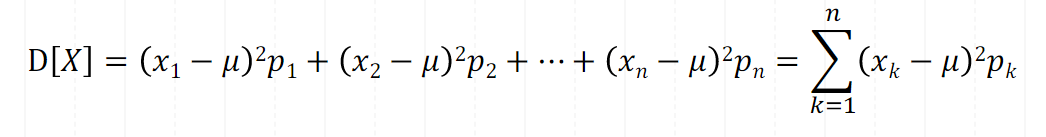 D[X] = (x₁ − μ)²p₁ + (x₂ − μ)²p₂ + ⋯ + (xₙ − μ)²pₙ = ∑ₖ₌₁ⁿ (xₖ − μ)²pₖ